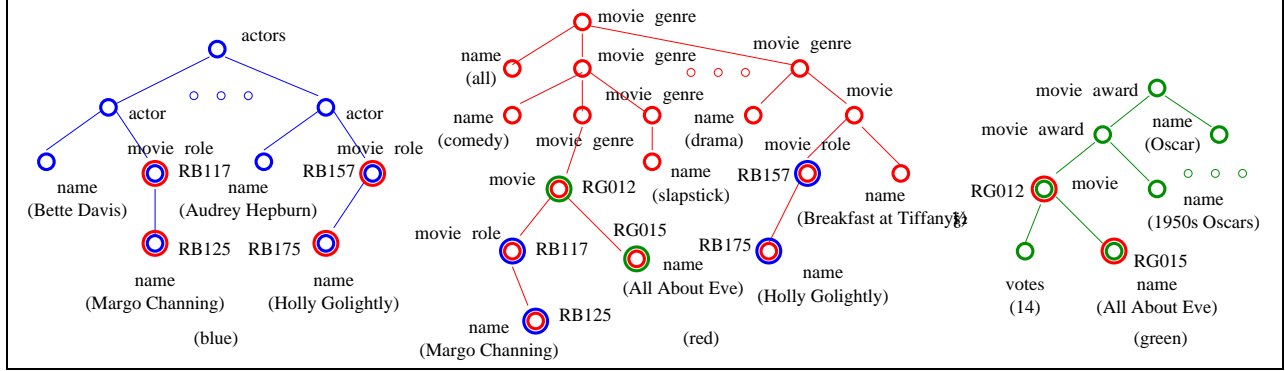 actors
actor
actor
movie role
RB117
movie role
RB157
name
(Bette Davis)
name
(Audrey Hepburn)
RB125
RB175
name
(Margo Channing)
name
(Holly Golightly)
(blue)
movie genre
name
(all)
movie genre
movie genre
name
(comedy)
movie genre
movie genre
name
(drama)
movie
name
(slapstick)
movie
RG012
movie role
RB157
name
(Breakfast at Tiffany's)
movie role
RB117
RG015
name
(All About Eve)
RB175
name
(Holly Golightly)
name
(Margo Channing)
RB125
(red)
movie award
movie award
name
(Oscar)
RG012
movie
name
(1950s Oscars)
votes
(14)
RG015
name
(All About Eve)
(green)